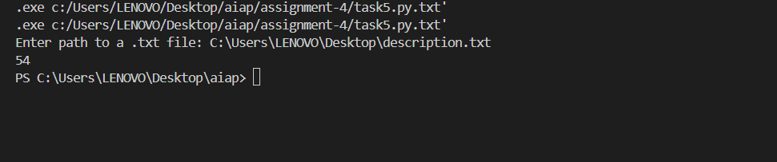 .exe c:/Users/LENOVO/Desktop/aiap/assignment-4/task5.py.txt'
.exe c:/Users/LENOVO/Desktop/aiap/assignment-4/task5.py.txt'
Enter path to a .txt file: C:\Users\LENOVO\Desktop\description.txt
54
PS C:\Users\LENOVO\Desktop\aiap>